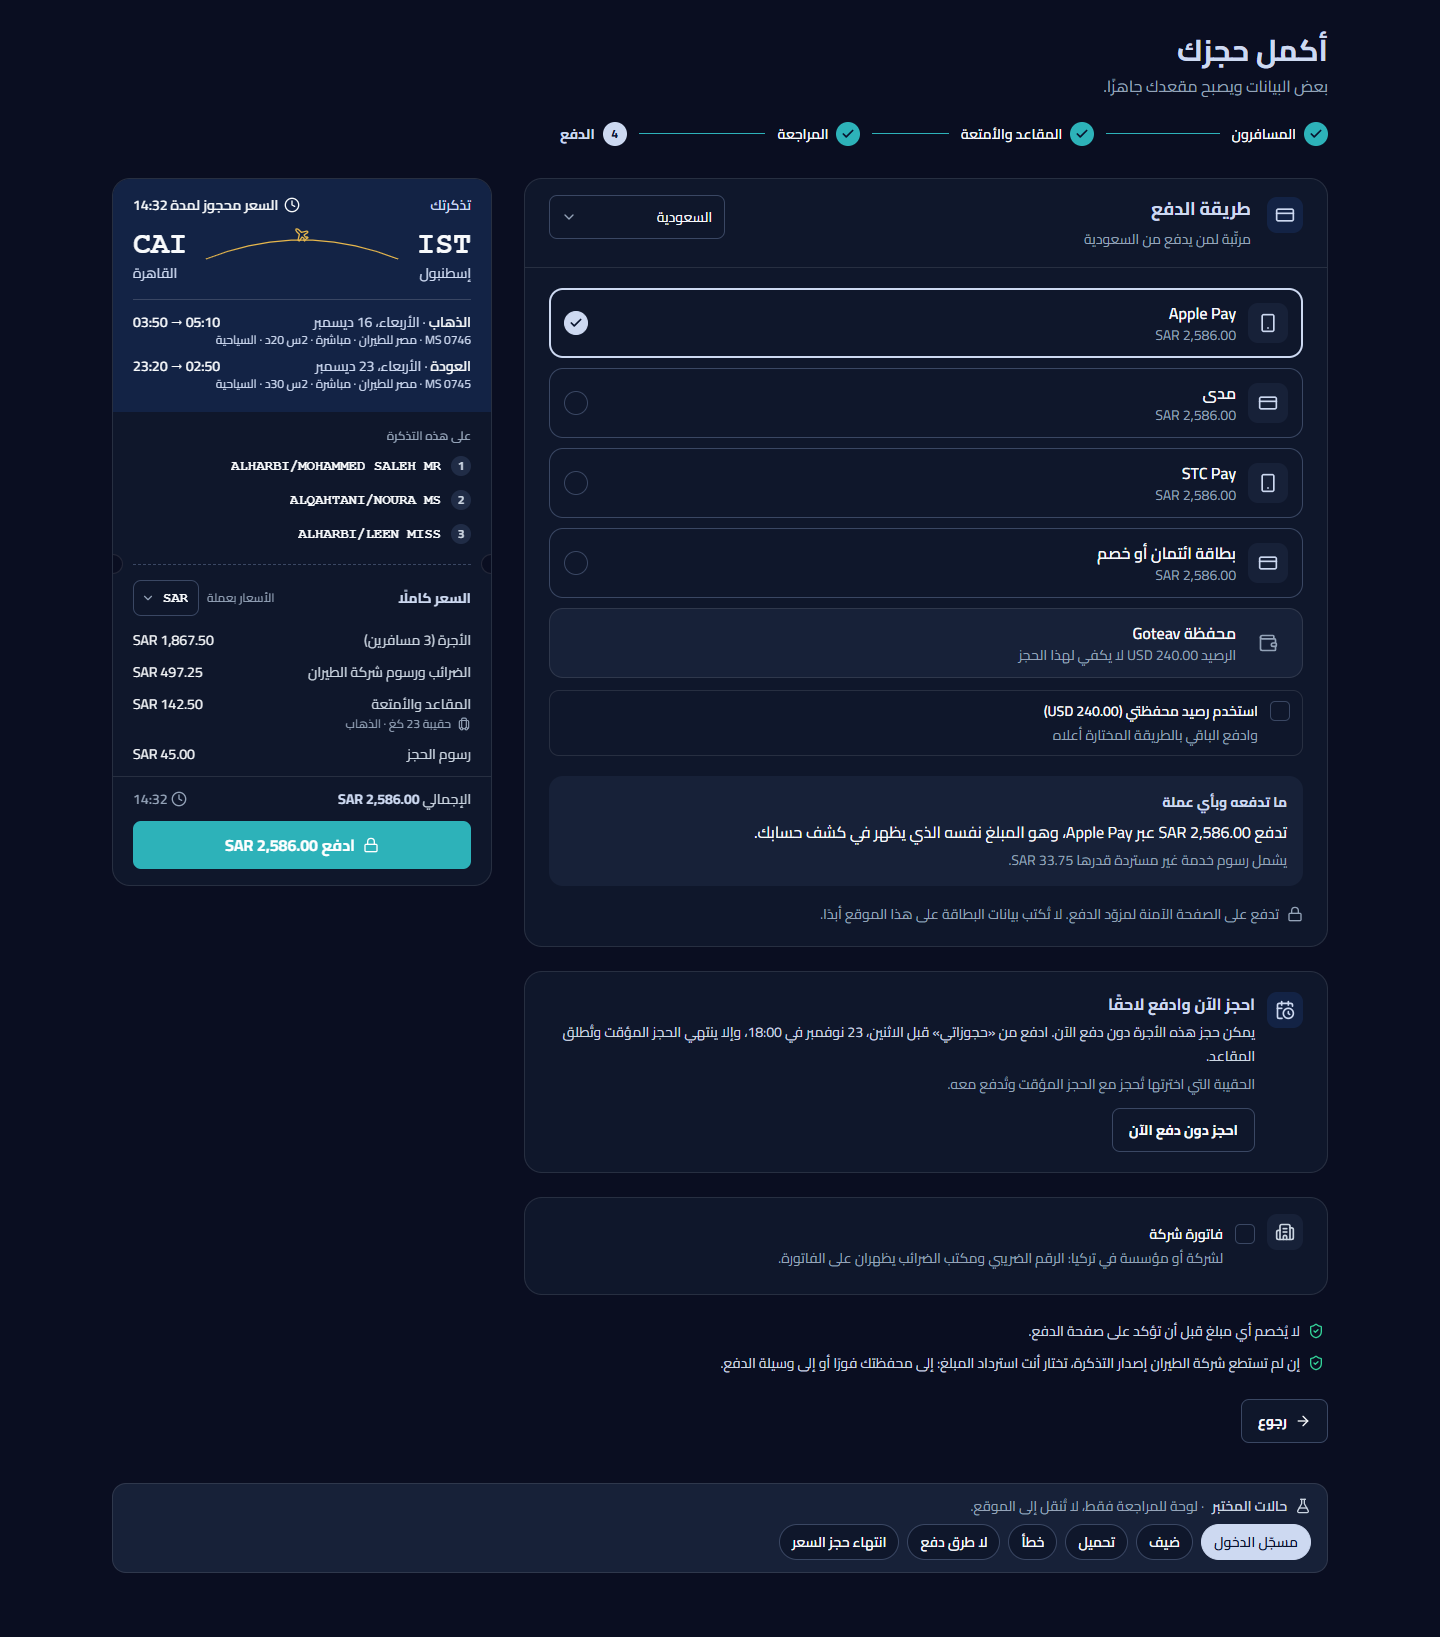 أكمل حجزك
بعض البيانات ويصبح مقعدك جاهزًا.
المسافرون
المقاعد والأمتعة
المراجعة
4 الدفع
طريقة الدفع
مرتّبة لمن يدفع من السعودية
السعودية
Apple Pay
SAR 2,586.00
مدى
SAR 2,586.00
STC Pay
SAR 2,586.00
بطاقة ائتمان أو خصم
SAR 2,586.00
محفظة Goteav
الرصيد USD 240.00 لا يكفي لهذا الحجز
استخدم رصيد محفظتي (USD 240.00)
وادفع الباقي بالطريقة المختارة أعلاه
ما تدفعه وبأي عملة
تدفع SAR 2,586.00 عبر Apple Pay، وهو المبلغ نفسه الذي يظهر في كشف حسابك.
يشمل رسوم خدمة غير مستردة قدرها SAR 33.75.
تدفع على الصفحة الآمنة لمزوّد الدفع. لا تُكتب بيانات البطاقة على هذا الموقع أبدًا.
احجز الآن وادفع لاحقًا
يمكن حجز هذه الأجرة دون دفع الآن. ادفع من «حجوزاتي» قبل الاثنين، 23 نوفمبر في 18:00، وإلا ينتهي الحجز المؤقت وتُطلق
المقاعد.
الحقيبة التي اخترتها تُحجز مع الحجز المؤقت وتُدفع معه.
احجز دون دفع الآن
فاتورة شركة
لشركة أو مؤسسة في تركيا: الرقم الضريبي ومكتب الضرائب يظهران على الفاتورة.
لا يُخصم أي مبلغ قبل أن تؤكد على صفحة الدفع.
إن لم تستطع شركة الطيران إصدار التذكرة، تختار أنت استرداد المبلغ: إلى محفظتك فورًا أو إلى وسيلة الدفع.
رجوع
تذكرتك
السعر محجوز لمدة 14:32
IST
CAI
إسطنبول
القاهرة
الذهاب · الأربعاء، 16 ديسمبر
03:50 → 05:10
MS 0746 · مصر للطيران · مباشرة · 2س 20د · السياحية
العودة · الأربعاء، 23 ديسمبر
23:20 → 02:50
MS 0745 · مصر للطيران · مباشرة · 2س 30د · السياحية
على هذه التذكرة
1 ALHARBI/MOHAMMED SALEH MR
2 ALQAHTANI/NOURA MS
3 ALHARBI/LEEN MISS
السعر كاملًا
الأسعار بعملة
SAR
الأجرة (3 مسافرين)
SAR 1,867.50
الضرائب ورسوم شركة الطيران
SAR 497.25
المقاعد والأمتعة
SAR 142.50
حقيبة 23 كغ · الذهاب
رسوم الحجز
SAR 45.00
الإجمالي SAR 2,586.00
14:32
ادفع SAR 2,586.00
حالات المختبر · لوحة للمراجعة فقط، لا تُنقل إلى الموقع.
مسجّل الدخول
ضيف
تحميل
خطأ
لا طرق دفع
انتهاء حجز السعر